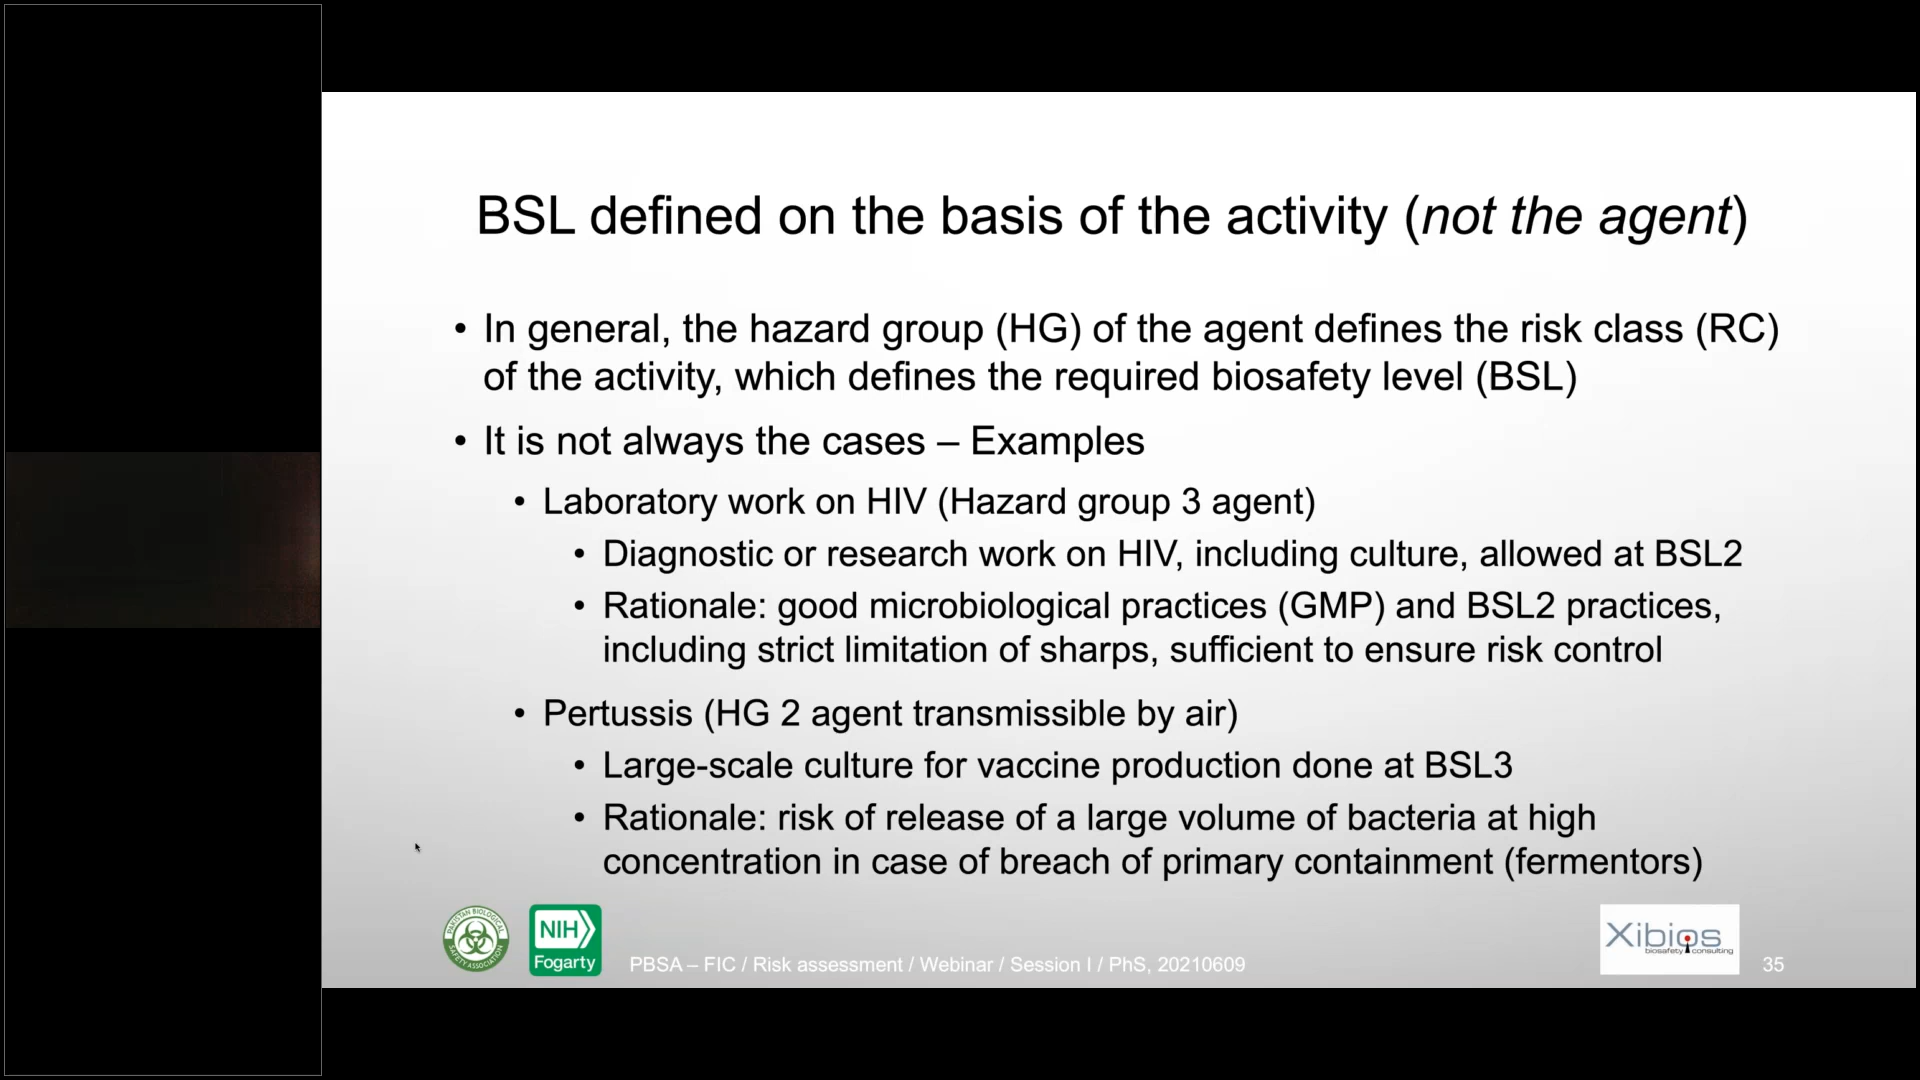 BSL defined on the basis of the activity (not the agent)
• In general, the hazard group (HG) of the agent defines the risk class (RC)
of the activity, which defines the required biosafety level (BSL)
• It is not always the cases – Examples
• Laboratory work on HIV (Hazard group 3 agent)
• Diagnostic or research work on HIV, including culture, allowed at BSL2
• Rationale: good microbiological practices (GMP) and BSL2 practices,
including strict limitation of sharps, sufficient to ensure risk control
• Pertussis (HG 2 agent transmissible by air)
• Large-scale culture for vaccine production done at BSL3
• Rationale: risk of release of a large volume of bacteria at high
concentration in case of breach of primary containment (fermentors)
PAKISTAN BIOLOGICAL
SAFETY ASSOCIATION
NIH
Fogarty
PBSA – FIC / Risk assessment / Webinar / Session I / PhS, 20210609
Xibios
biosafety consulting
35